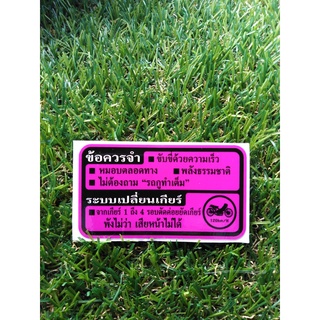 ข้อควรจำ ■ ขับขี่ด้วยความเร็ว
■ หมอบตลอดทาง ■ พลังธรรมชาติ
■ ไม่ต้องถาม "รถกูทำเต็ม"
ระบบเปลี่ยนเกียร์
■ จากเกียร์ 1 ถึง 4 รอบตัดค่อยยัดเกียร์
พังไม่ว่า เสียหน้าไม่ได้